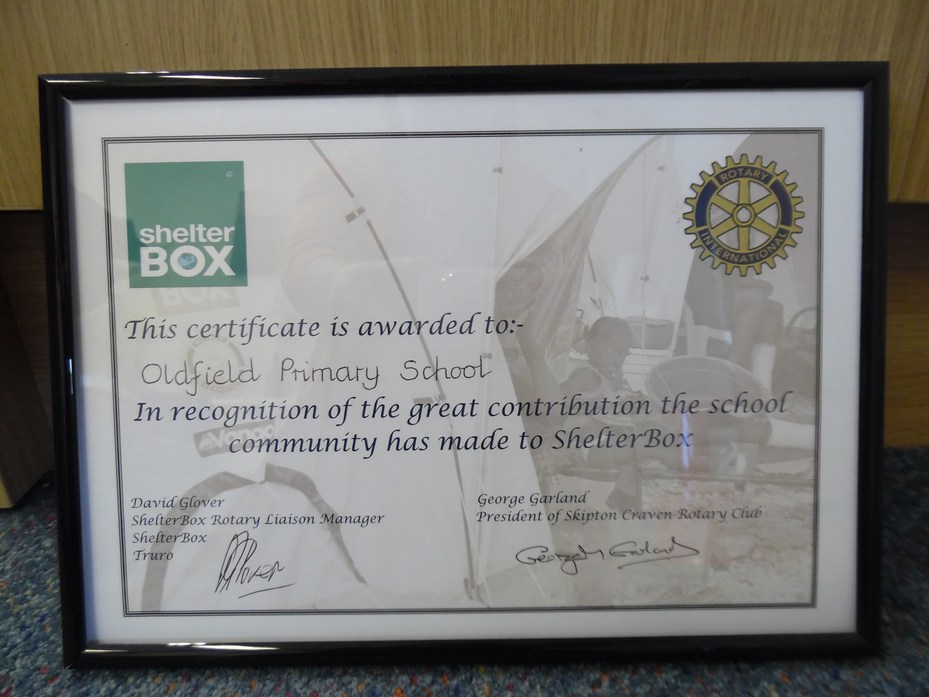 shelter
BOX
ROTARY
INTERNATIONAL
This certificate is awarded to:-
Oldfield Primary School
In recognition of the great contribution the school
community has made to ShelterBox
Vango
David Glover
ShelterBox Rotary Liaison Manager
ShelterBox
Truro
George Garland
President of Skipton Craven Rotary Club